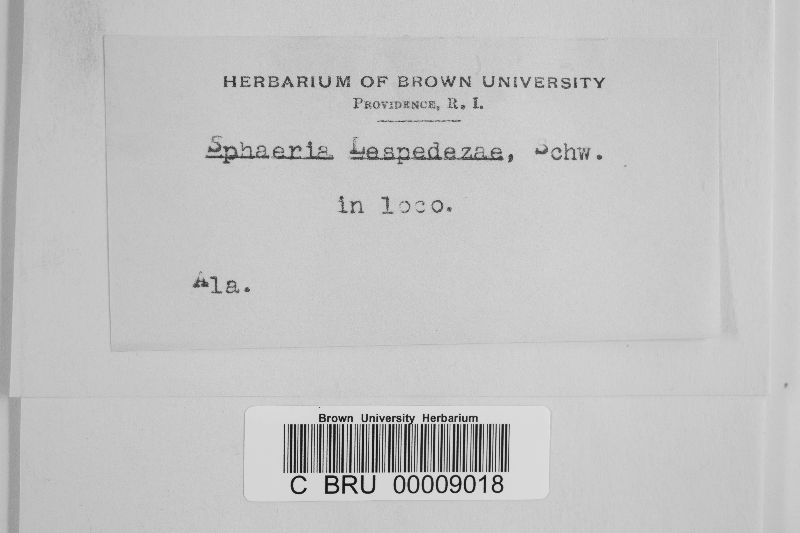 HERBARIUM OF BROWN UNIVERSITY
PROVIDENCE, R. I.
Sphaeria Lespedezae, Schw.
in loco.
Ala.
Brown University Herbarium
C BRU 00009018